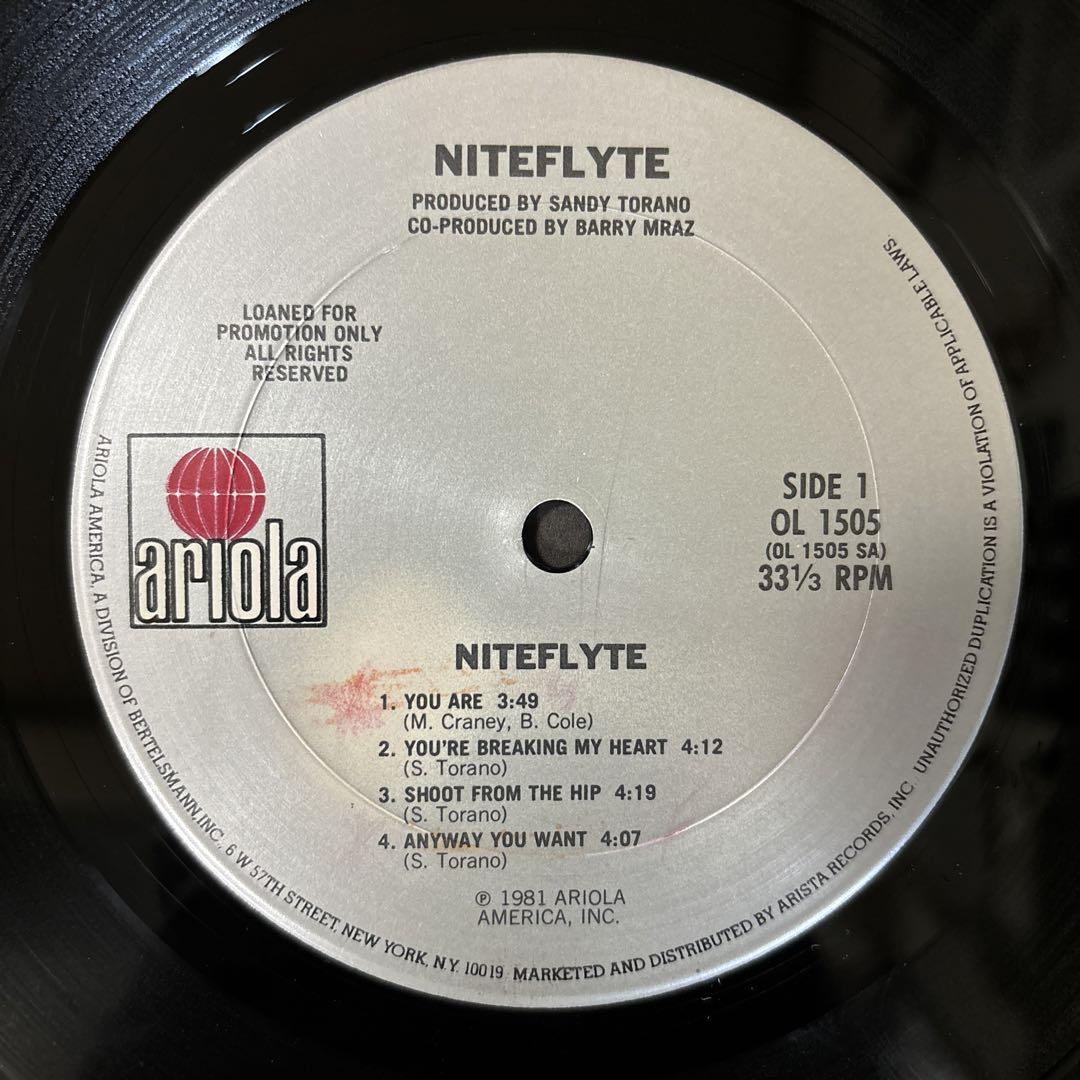 NITEFLYTE
PRODUCED BY SANDY TORANO
CO-PRODUCED BY BARRY MRAZ
LOANED FOR
PROMOTION ONLY
ALL RIGHTS
RESERVED
ariola
SIDE 1
OL 1505
(OL 1505 SA)
33⅓ RPM
NITEFLYTE
1. YOU ARE 3:49
(M. Craney, B. Cole)
2. YOU'RE BREAKING MY HEART 4:12
(S. Torano)
3. SHOOT FROM THE HIP 4:19
(S. Torano)
4. ANYWAY YOU WANT 4:07
(S. Torano)
℗ 1981 ARIOLA
AMERICA, INC.
ARIOLA AMERICA, A DIVISION OF BERTELSMANN, INC., 6 W 57TH STREET, NEW YORK, N.Y. 10019 MARKETED AND DISTRIBUTED BY ARISTA RECORDS, INC. UNAUTHORIZED DUPLICATION IS A VIOLATION OF APPLICABLE LAWS.